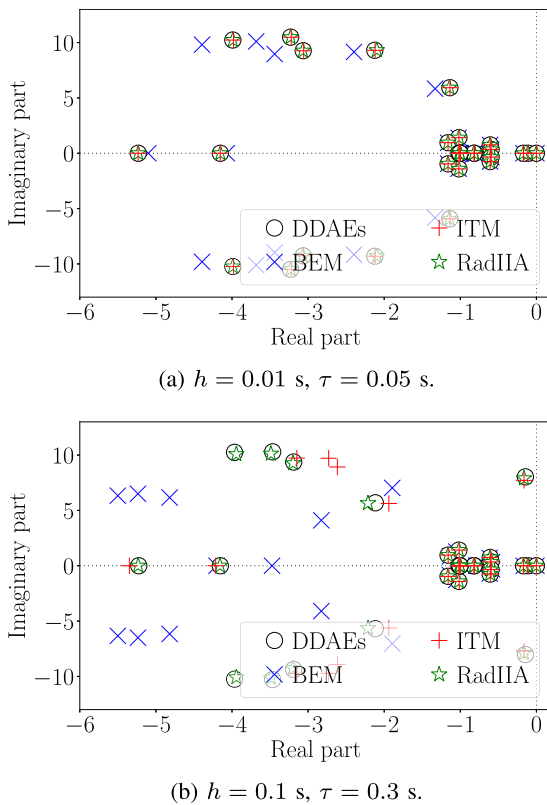 10
5
0
−5
−10
Imaginary part
DDAEs
ITM
BEM
RadIIA
−6 −5 −4 −3 −2 −1 0
Real part
(a) h = 0.01 s, τ = 0.05 s.
10
5
0
−5
−10
Imaginary part
DDAEs
ITM
BEM
RadIIA
−6 −5 −4 −3 −2 −1 0
Real part
(b) h = 0.1 s, τ = 0.3 s.